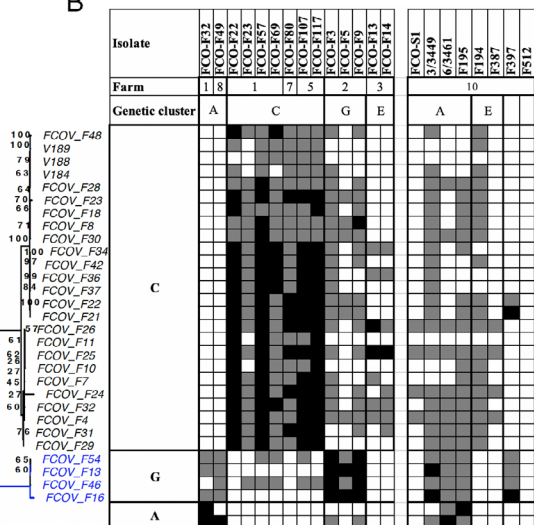 B
Isolate FCO-F32 FCO-F49 FCO-F22 FCO-F23 FCO-F57 FCO-F69 FCO-F80 FCO-F107 FCO-F117 FCO-F3 FCO-F5 FCO-F9 FCO-F13 FCO-F14 FCO-S1 3/3449 6/3461 F195 F194 F387 F397 F512
Farm 1 8 1 7 5 2 3 10
Genetic cluster A C G E A E
100 FCOV_F48
100 V189
79 V188
63 V184
64 FCOV_F28
70 FCOV_F23
66 FCOV_F18
71 FCOV_F8
100 FCOV_F30
100 FCOV_F34
97 FCOV_F42
99 FCOV_F36
84 FCOV_F37
C
100 FCOV_F22
FCOV_F21
57 FCOV_F26
61 FCOV_F11
62 FCOV_F25
26 FCOV_F10
27
45 FCOV_F7
27 FCOV_F24
60 FCOV_F32
FCOV_F4
76 FCOV_F31
FCOV_F29
65 FCOV_F54
60 FCOV_F13
G
FCOV_F46
FCOV_F16
A